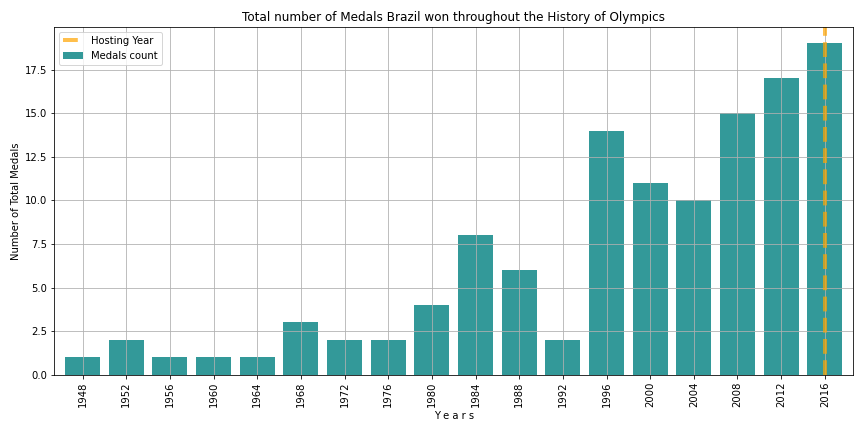 Total number of Medals Brazil won throughout the History of Olympics
Hosting Year
Medals count
Number of Total Medals
17.5
15.0
12.5
10.0
7.5
5.0
2.5
0.0
1948 1952 1956 1960 1964 1968 1972 1976 1980 1984 1988 1992 1996 2000 2004 2008 2012 2016
Y e a r s